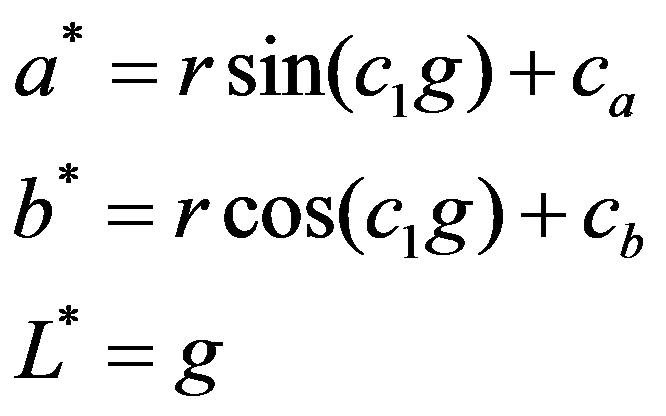 a* = r sin(c₁g) + cₐ
b* = r cos(c₁g) + c_b
L* = g